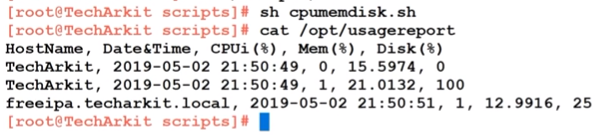 [root@TechArkit scripts]# sh cpumemdisk.sh
[root@TechArkit scripts]# cat /opt/usagereport
HostName, Date&Time, CPUi(%), Mem(%), Disk(%)
TechArkit, 2019-05-02 21:50:49, 0, 15.5974, 0
TechArkit, 2019-05-02 21:50:49, 1, 21.0132, 100
freeipa.techarkit.local, 2019-05-02 21:50:51, 1, 12.9916, 25
[root@TechArkit scripts]#